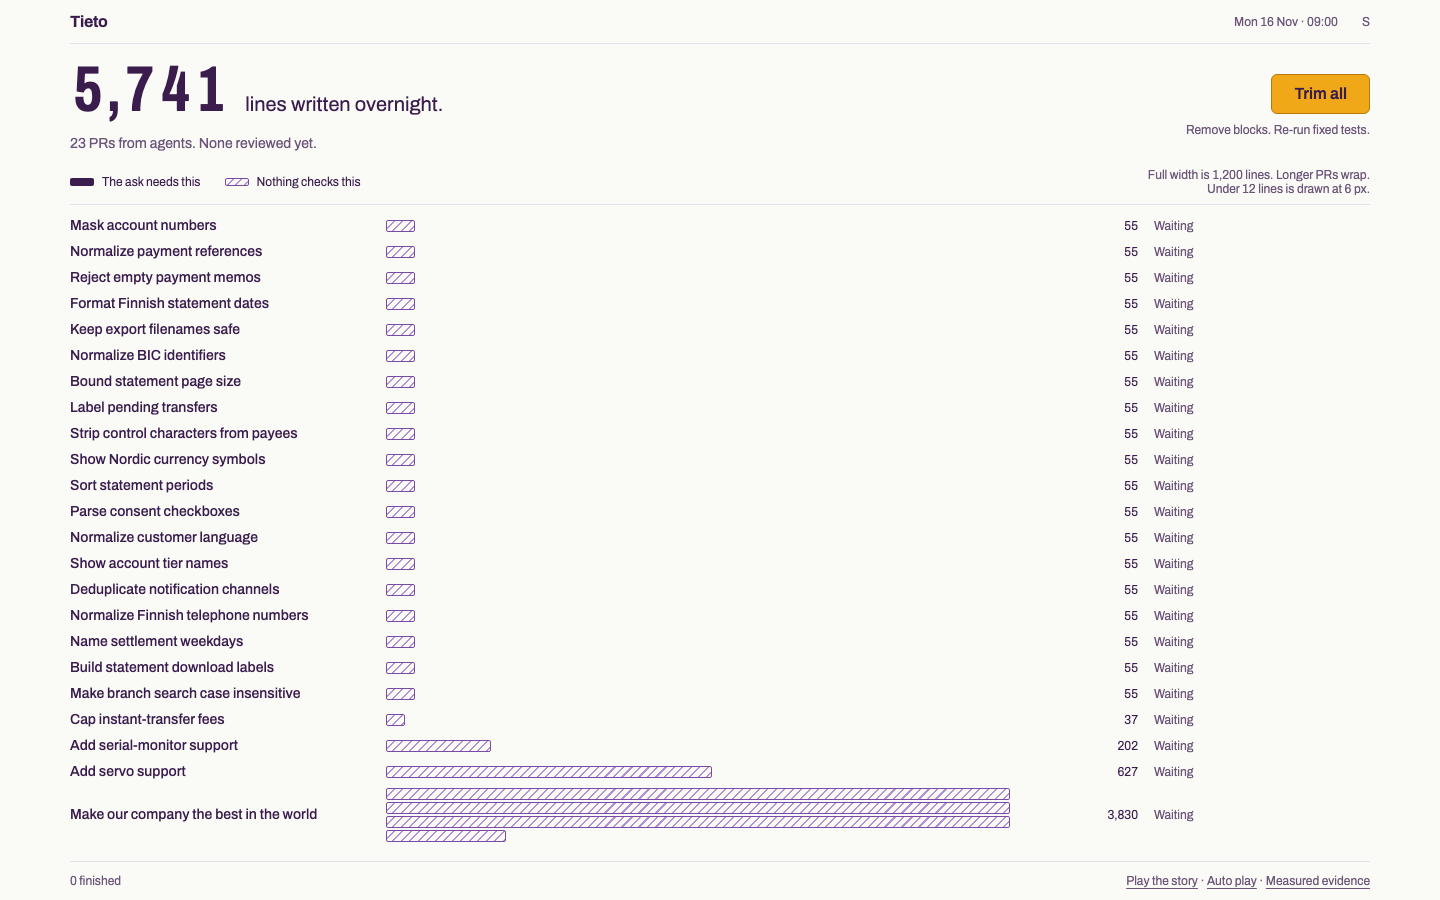 Tieto
Mon 16 Nov · 09:00 S
5,741 lines written overnight.
Trim all
23 PRs from agents. None reviewed yet.
Remove blocks. Re-run fixed tests.
The ask needs this
Nothing checks this
Full width is 1,200 lines. Longer PRs wrap.
Under 12 lines is drawn at 6 px.
Mask account numbers 55 Waiting
Normalize payment references 55 Waiting
Reject empty payment memos 55 Waiting
Format Finnish statement dates 55 Waiting
Keep export filenames safe 55 Waiting
Normalize BIC identifiers 55 Waiting
Bound statement page size 55 Waiting
Label pending transfers 55 Waiting
Strip control characters from payees 55 Waiting
Show Nordic currency symbols 55 Waiting
Sort statement periods 55 Waiting
Parse consent checkboxes 55 Waiting
Normalize customer language 55 Waiting
Show account tier names 55 Waiting
Deduplicate notification channels 55 Waiting
Normalize Finnish telephone numbers 55 Waiting
Name settlement weekdays 55 Waiting
Build statement download labels 55 Waiting
Make branch search case insensitive 55 Waiting
Cap instant-transfer fees 37 Waiting
Add serial-monitor support 202 Waiting
Add servo support 627 Waiting
Make our company the best in the world 3,830 Waiting
0 finished
Play the story · Auto play · Measured evidence